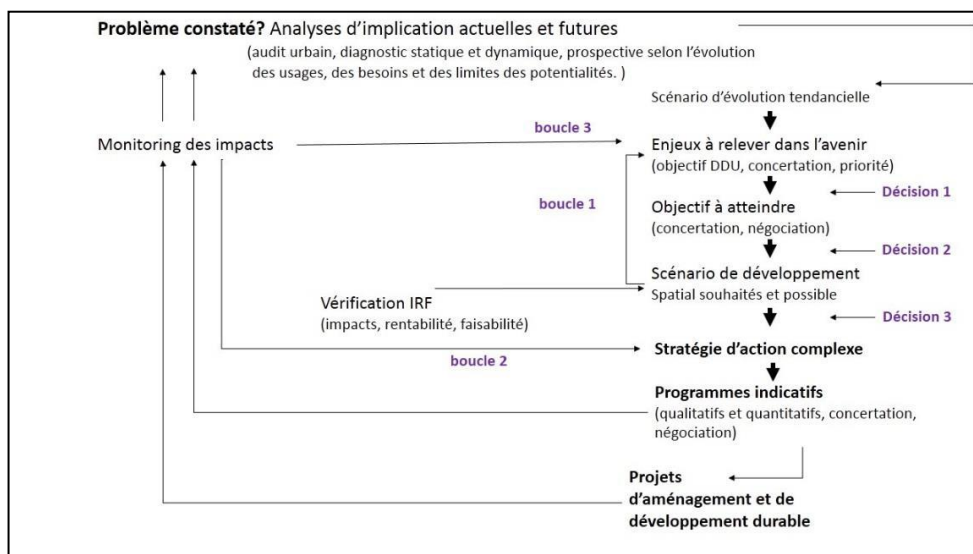 Problème constaté? Analyses d’implication actuelles et futures
(audit urbain, diagnostic statique et dynamique, prospective selon l’évolution
des usages, des besoins et des limites des potentialités. )
Scénario d’évolution tendancielle
boucle 3
Monitoring des impacts
Enjeux à relever dans l’avenir
(objectif DDU, concertation, priorité)
Décision 1
boucle 1
Objectif à atteindre
(concertation, négociation)
Décision 2
Scénario de développement
Spatial souhaités et possible
Vérification IRF
(impacts, rentabilité, faisabilité)
Décision 3
Stratégie d’action complexe
boucle 2
Programmes indicatifs
(qualitatifs et quantitatifs, concertation,
négociation)
Projets
d’aménagement et de
développement durable